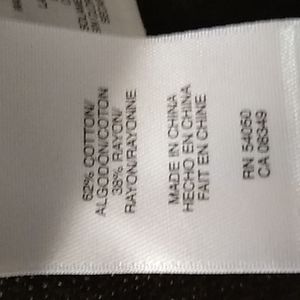 62% COTTON/
ALGODON/COTON
38% RAYON/
RAYON/RAYONNE
MADE IN CHINA
HECHO EN CHINA
FAIT EN CHINE
RN 54050
CA 08349